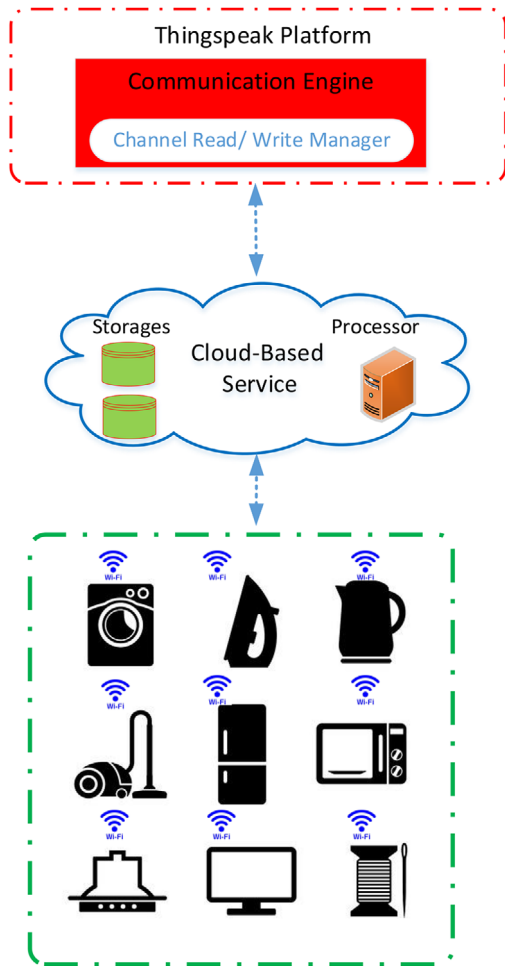 Thingspeak Platform
Communication Engine
Channel Read/ Write Manager
Storages
Processor
Cloud-Based
Service
Wi-Fi
Wi-Fi
Wi-Fi
Wi-Fi
Wi-Fi
Wi-Fi
Wi-Fi
Wi-Fi
Wi-Fi